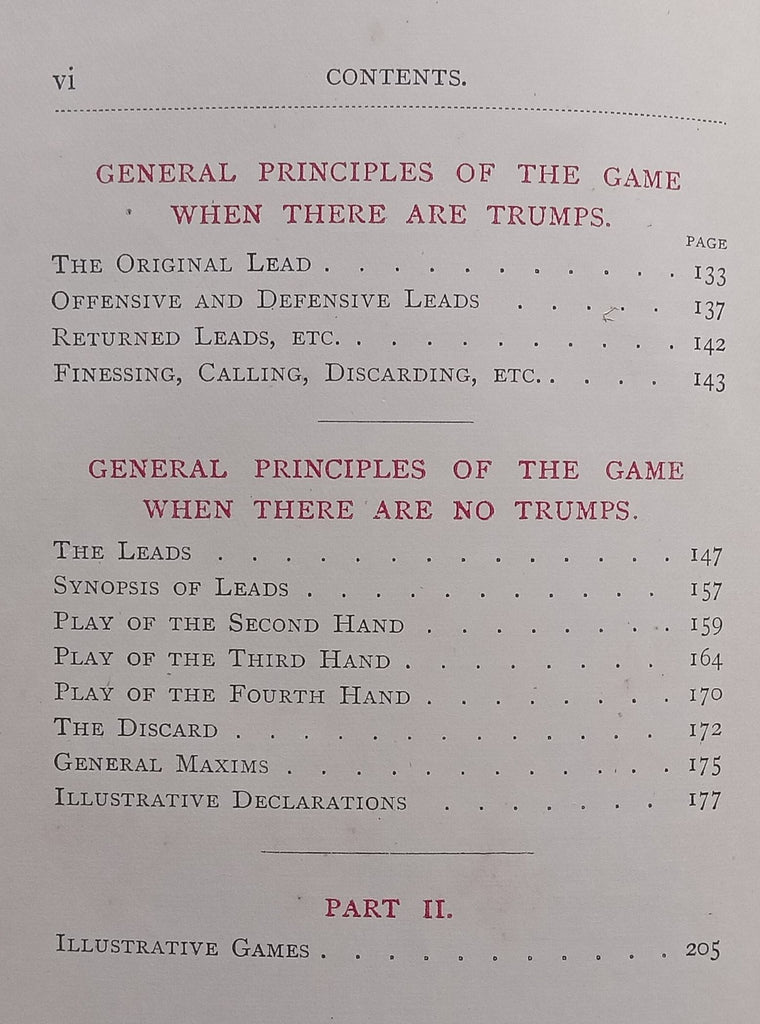 vi CONTENTS.
GENERAL PRINCIPLES OF THE GAME
WHEN THERE ARE TRUMPS.
PAGE
THE ORIGINAL LEAD . . . . . . . . . . . 133
OFFENSIVE AND DEFENSIVE LEADS . . . . . 137
RETURNED LEADS, ETC. . . . . . . . . . . 142
FINESSING, CALLING, DISCARDING, ETC. . . . . 143
GENERAL PRINCIPLES OF THE GAME
WHEN THERE ARE NO TRUMPS.
THE LEADS . . . . . . . . . . . . . . 147
SYNOPSIS OF LEADS . . . . . . . . . . . 157
PLAY OF THE SECOND HAND . . . . . . . . 159
PLAY OF THE THIRD HAND . . . . . . . . 164
PLAY OF THE FOURTH HAND . . . . . . . . 170
THE DISCARD . . . . . . . . . . . . . 172
GENERAL MAXIMS . . . . . . . . . . . . 175
ILLUSTRATIVE DECLARATIONS . . . . . . . 177
PART II.
ILLUSTRATIVE GAMES . . . . . . . . . . . 205